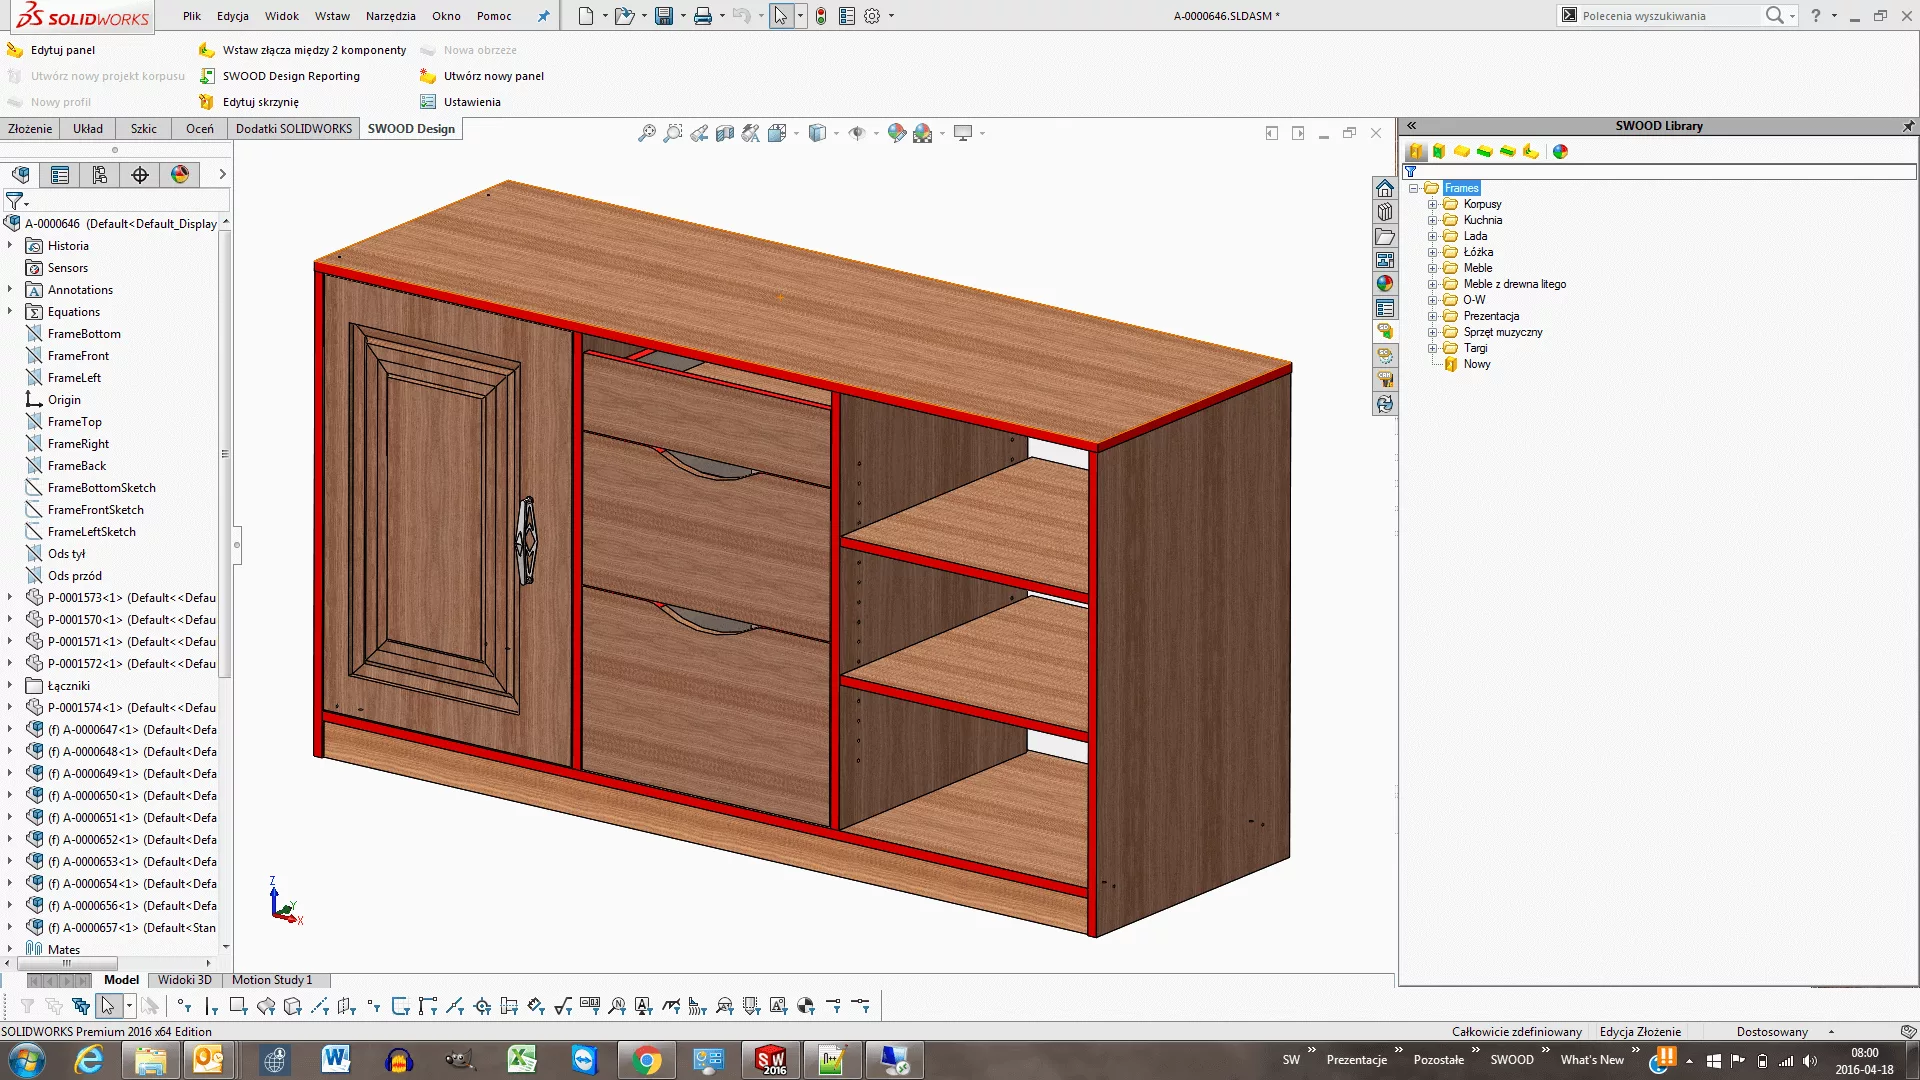 SOLIDWORKS
Plik Edycja Widok Wstaw Narzędzia Okno Pomoc
A-0000646.SLDASM *
Polecenia wyszukiwania
Edytuj panel
Wstaw złącza między 2 komponenty
Nowa obrzeze
Utwórz nowy projekt korpusu
SWOOD Design Reporting
Utwórz nowy panel
Nowy profil
Edytuj skrzynię
Ustawienia
Złożenie Układ Szkic Oceń Dodatki SOLIDWORKS SWOOD Design
SWOOD Library
A-0000646 (Default<Default_Display
Historia
Sensors
Annotations
Equations
FrameBottom
FrameFront
FrameLeft
Origin
FrameTop
FrameRight
FrameBack
FrameBottomSketch
FrameFrontSketch
FrameLeftSketch
Ods tył
Ods przód
P-0001573<1> (Default<<Defau
P-0001570<1> (Default<<Defau
P-0001571<1> (Default<<Defau
P-0001572<1> (Default<<Defau
Łączniki
P-0001574<1> (Default<<Defau
(f) A-0000647<1> (Default<Defa
(f) A-0000648<1> (Default<Defa
(f) A-0000649<1> (Default<Defa
(f) A-0000650<1> (Default<Defa
(f) A-0000651<1> (Default<Defa
(f) A-0000652<1> (Default<Defa
(f) A-0000653<1> (Default<Defa
(f) A-0000654<1> (Default<Defa
(f) A-0000656<1> (Default<Defa
(f) A-0000657<1> (Default<Stan
Mates
Frames
Korpusy
Kuchnia
Lada
Łóżka
Meble
Meble z drewna litego
O-W
Prezentacja
Sprzęt muzyczny
Targi
Nowy
Z
Y
X
Model Widoki 3D Motion Study 1
SOLIDWORKS Premium 2016 x64 Edition
Całkowicie zdefiniowany Edycja Złożenie Dostosowany
SW Prezentacje Pozostałe SWOOD What's New
08:00
2016-04-18